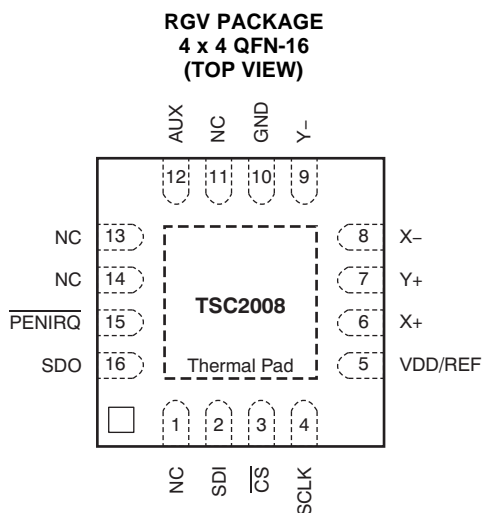 RGV PACKAGE
4 x 4 QFN-16
(TOP VIEW)
AUX NC GND Y–
12 11 10 9
NC 13 8 X–
NC 14 7 Y+
PENIRQ 15 TSC2008 6 X+
SDO 16 Thermal Pad 5 VDD/REF
1 2 3 4
NC SDI CS SCLK